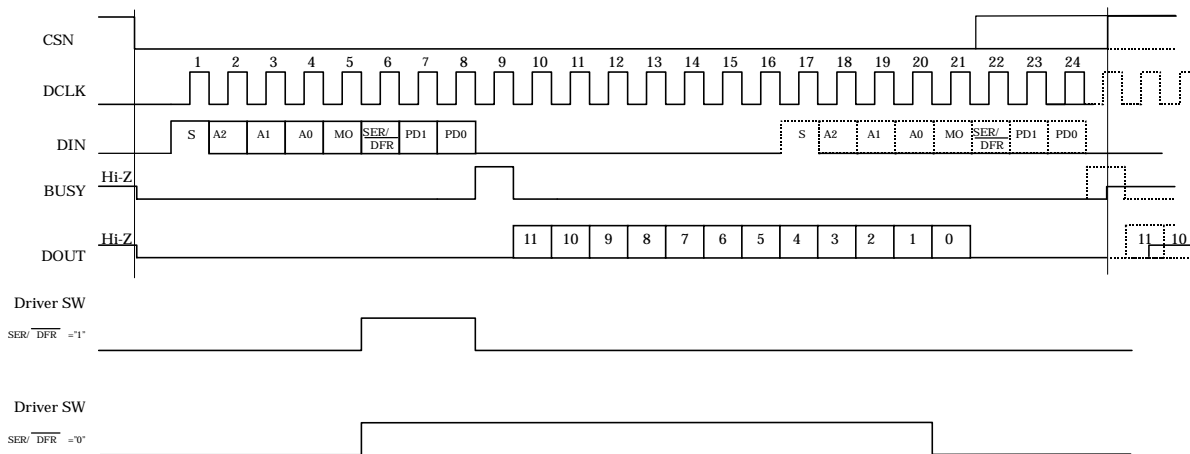 CSN
1 2 3 4 5 6 7 8 9 10 11 12 13 14 15 16 17 18 19 20 21 22 23 24
DCLK
DIN S A2 A1 A0 MO SER/DFR PD1 PD0 S A2 A1 A0 MO SER/DFR PD1 PD0
Hi-Z
BUSY
Hi-Z 11 10 9 8 7 6 5 4 3 2 1 0 11 10
DOUT
Driver SW
SER/ DFR ="1"
Driver SW
SER/ DFR ="0"